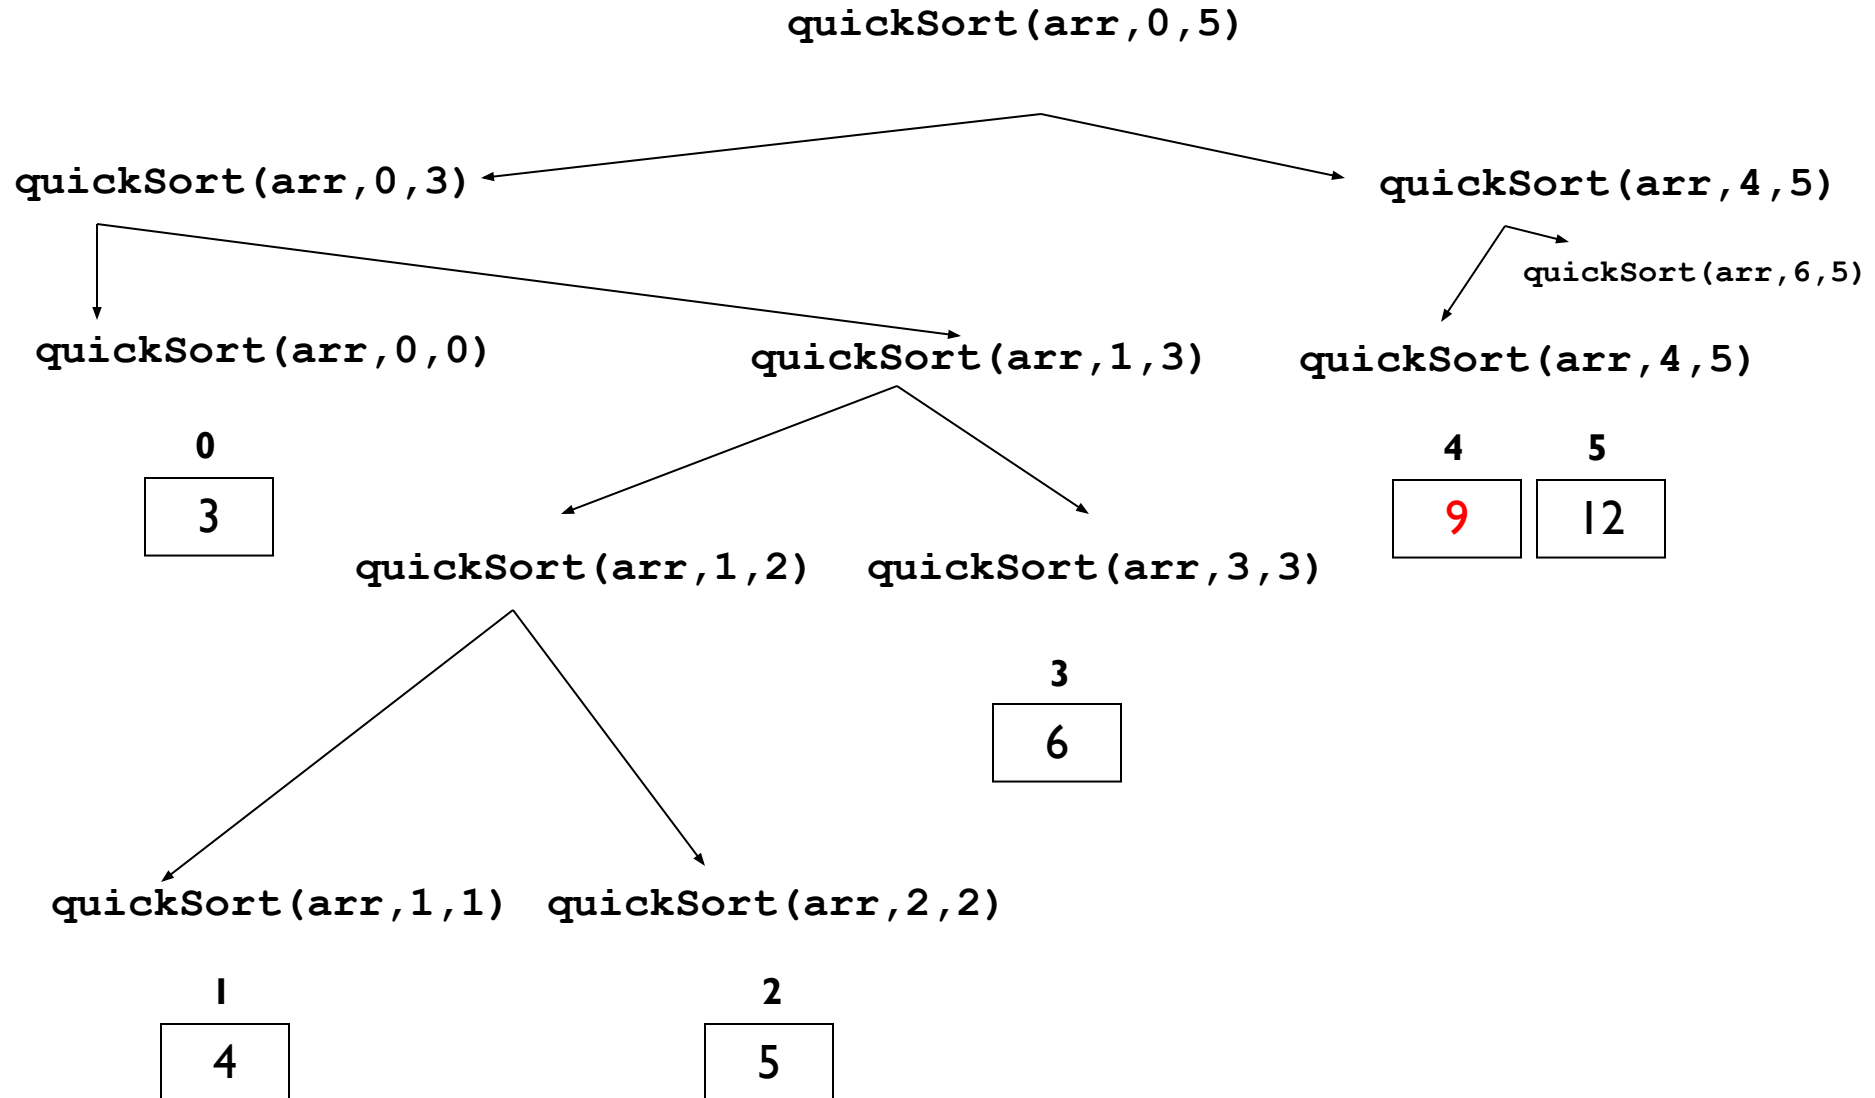 quickSort(arr,0,5)
quickSort(arr,0,3)
quickSort(arr,4,5)
quickSort(arr,6,5)
quickSort(arr,0,0)
quickSort(arr,1,3)
quickSort(arr,4,5)
0
4
5
3
9
12
quickSort(arr,1,2)
quickSort(arr,3,3)
3
6
quickSort(arr,1,1)
quickSort(arr,2,2)
1
2
4
5